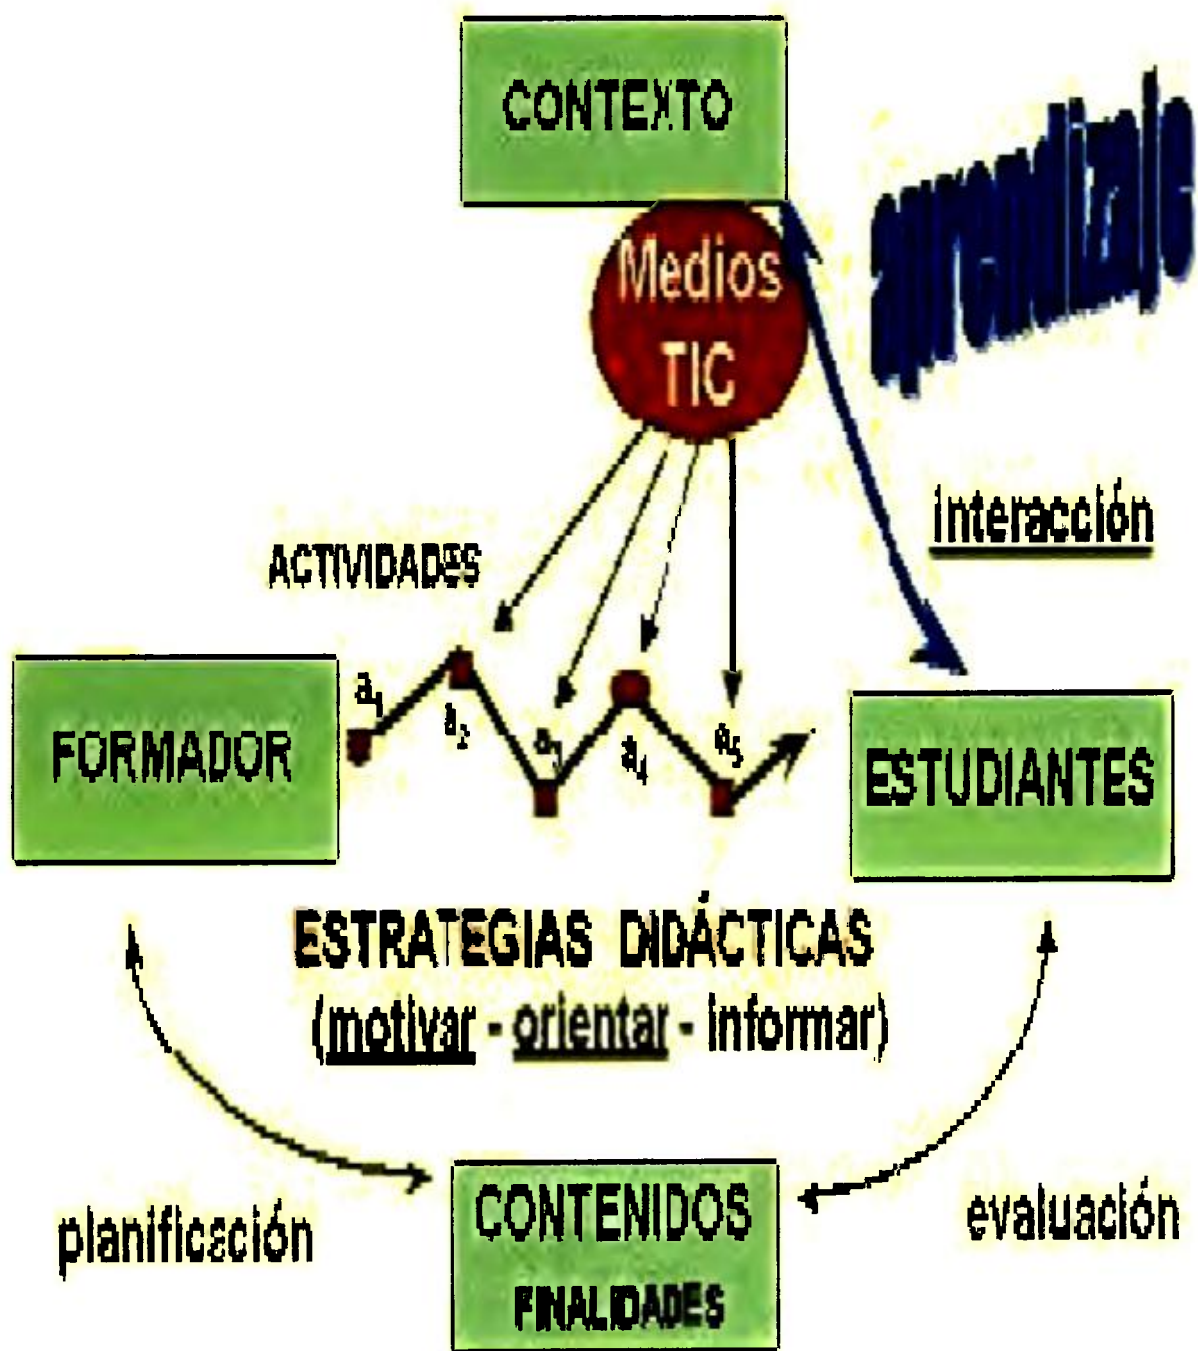 CONTEXTO
aprendizaje
Medios
TIC
Interacción
ACTIVIDADES
FORMADOR
a1
a2
a3
a4
a5
ESTUDIANTES
ESTRATEGIAS DIDÁCTICAS
(motivar - orientar - informar)
planificación
CONTENIDOS
FINALIDADES
evaluación